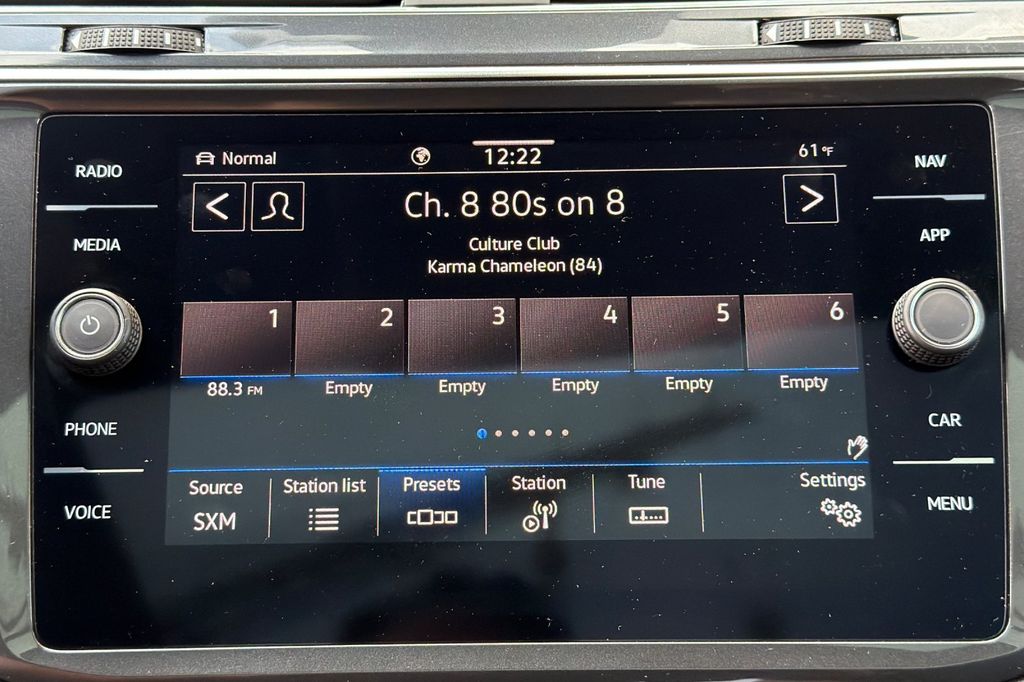 RADIO
MEDIA
PHONE
VOICE
Normal
12:22
61°F
Ch. 8 80s on 8
Culture Club
Karma Chameleon (84)
1 2 3 4 5 6
88.3 FM Empty Empty Empty Empty Empty
Source Station list Presets Station Tune Settings
SXM
NAV
APP
CAR
MENU